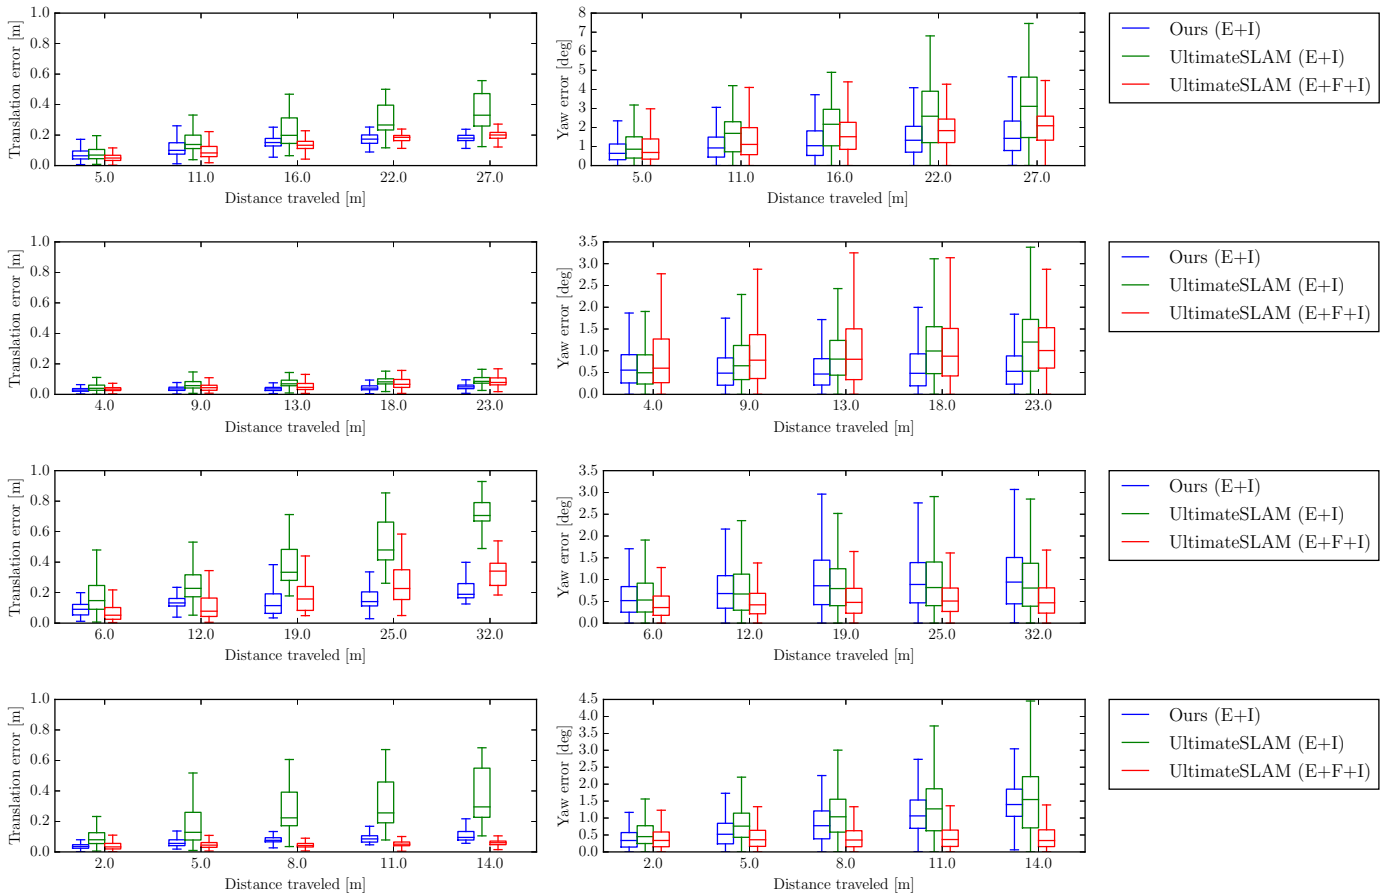 Translation error [m]
1.0
0.8
0.6
0.4
0.2
0.0
5.0 11.0 16.0 22.0 27.0
Distance traveled [m]
Yaw error [deg]
8
7
6
5
4
3
2
1
0
5.0 11.0 16.0 22.0 27.0
Distance traveled [m]
Ours (E+I)
UltimateSLAM (E+I)
UltimateSLAM (E+F+I)
Translation error [m]
1.0
0.8
0.6
0.4
0.2
0.0
4.0 9.0 13.0 18.0 23.0
Distance traveled [m]
Yaw error [deg]
3.5
3.0
2.5
2.0
1.5
1.0
0.5
0.0
4.0 9.0 13.0 18.0 23.0
Distance traveled [m]
Ours (E+I)
UltimateSLAM (E+I)
UltimateSLAM (E+F+I)
Translation error [m]
1.0
0.8
0.6
0.4
0.2
0.0
6.0 12.0 19.0 25.0 32.0
Distance traveled [m]
Yaw error [deg]
3.5
3.0
2.5
2.0
1.5
1.0
0.5
0.0
6.0 12.0 19.0 25.0 32.0
Distance traveled [m]
Ours (E+I)
UltimateSLAM (E+I)
UltimateSLAM (E+F+I)
Translation error [m]
1.0
0.8
0.6
0.4
0.2
0.0
2.0 5.0 8.0 11.0 14.0
Distance traveled [m]
Yaw error [deg]
4.5
4.0
3.5
3.0
2.5
2.0
1.5
1.0
0.5
0.0
2.0 5.0 8.0 11.0 14.0
Distance traveled [m]
Ours (E+I)
UltimateSLAM (E+I)
UltimateSLAM (E+F+I)